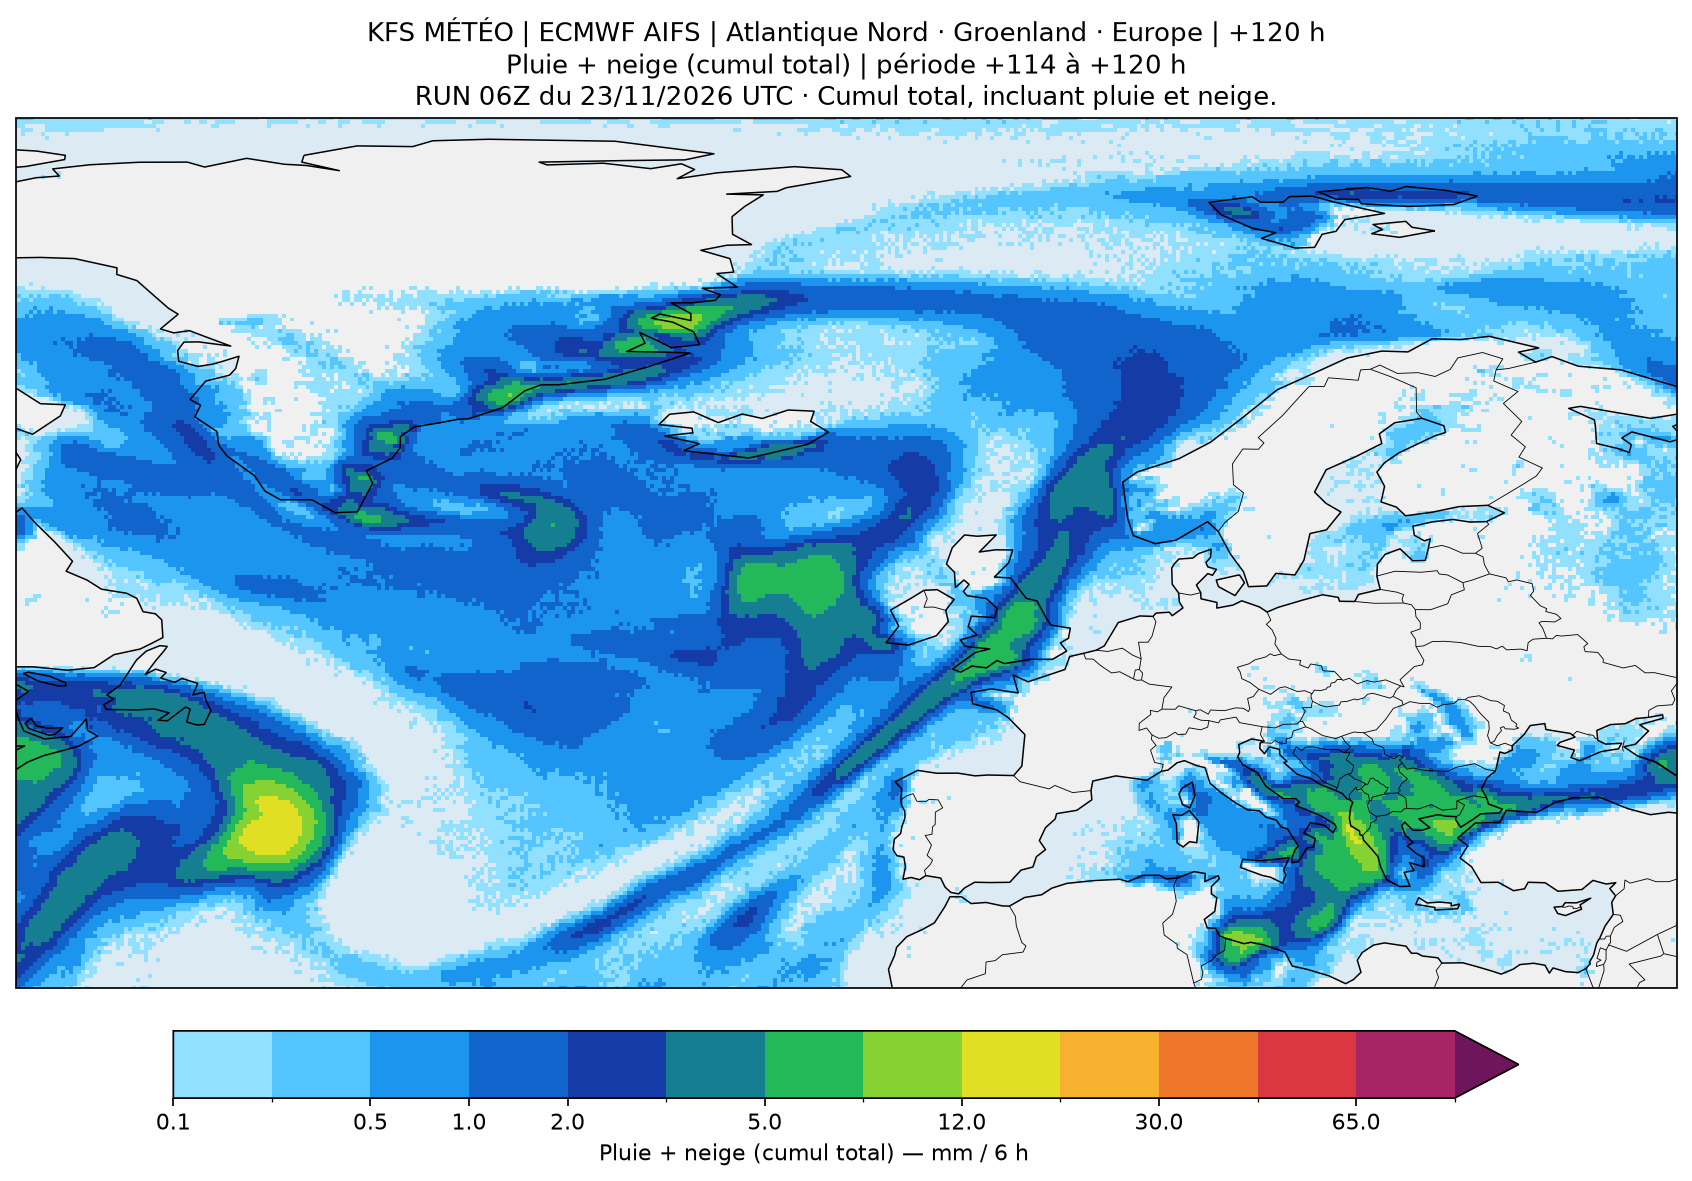 KFS MÉTÉO | ECMWF AIFS | Atlantique Nord · Groenland · Europe | +120 h
Pluie + neige (cumul total) | période +114 à +120 h
RUN 06Z du 23/11/2026 UTC · Cumul total, incluant pluie et neige.
0.1 0.5 1.0 2.0 5.0 12.0 30.0 65.0
Pluie + neige (cumul total) — mm / 6 h